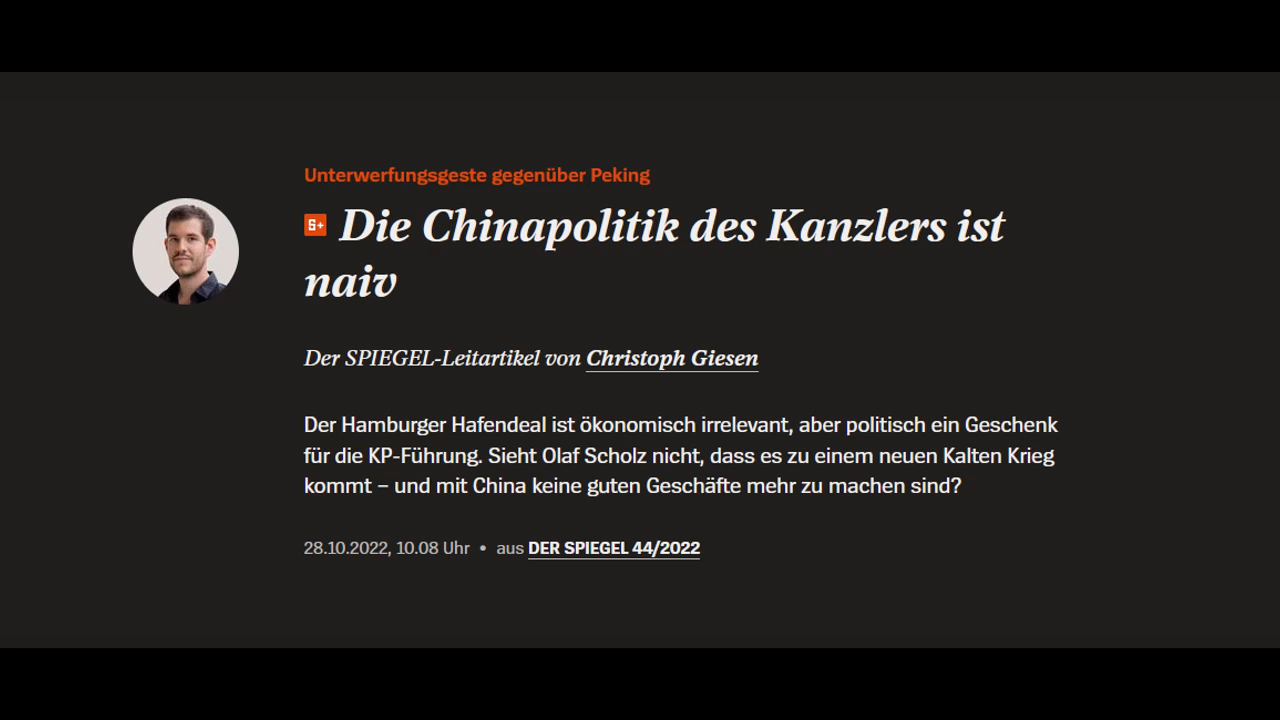 Unterwerfungsgeste gegenüber Peking
S+ Die Chinapolitik des Kanzlers ist
naiv
Der SPIEGEL-Leitartikel von Christoph Giesen
Der Hamburger Hafendeal ist ökonomisch irrelevant, aber politisch ein Geschenk
für die KP-Führung. Sieht Olaf Scholz nicht, dass es zu einem neuen Kalten Krieg
kommt – und mit China keine guten Geschäfte mehr zu machen sind?
28.10.2022, 10.08 Uhr • aus DER SPIEGEL 44/2022